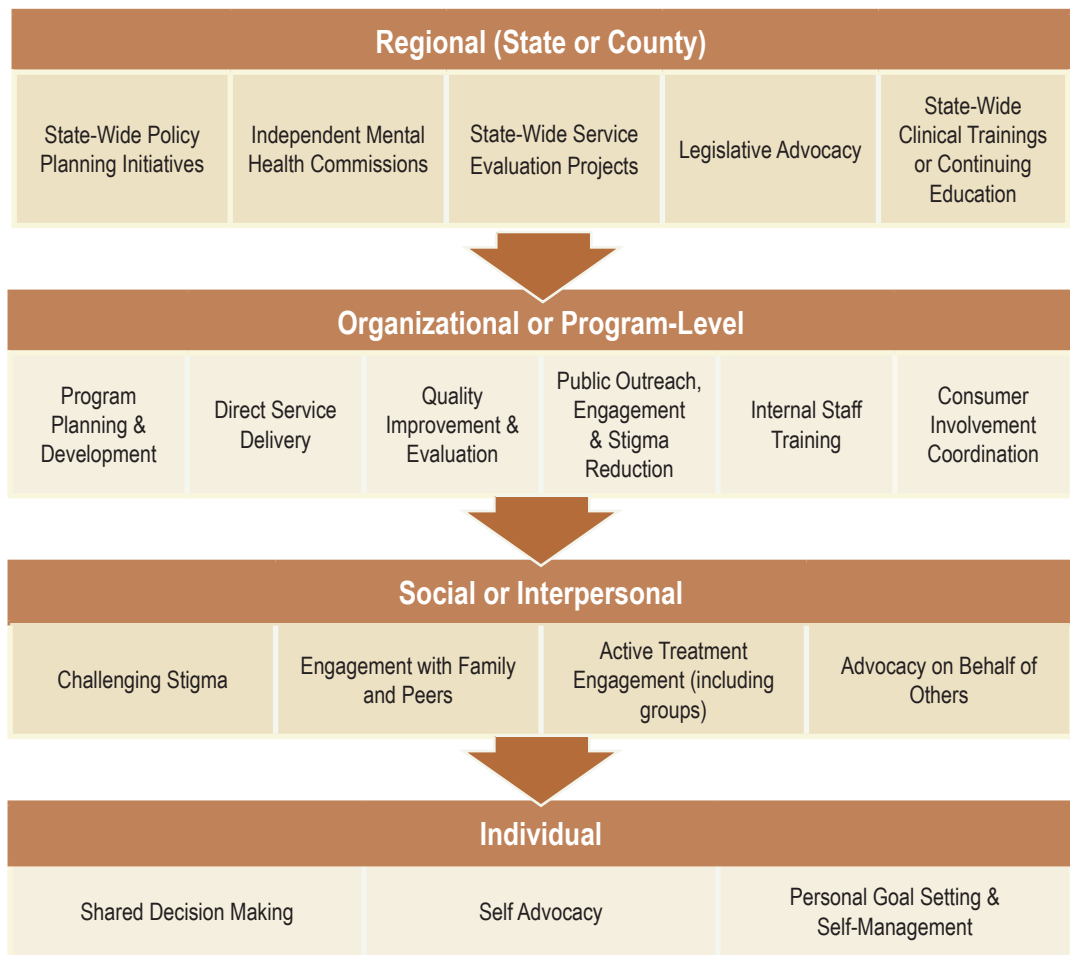 Regional (State or County)
State-Wide Policy
Planning Initiatives
Independent Mental
Health Commissions
State-Wide Service
Evaluation Projects
Legislative Advocacy
State-Wide
Clinical Trainings
or Continuing
Education
Organizational or Program-Level
Program
Planning &
Development
Direct Service
Delivery
Quality
Improvement &
Evaluation
Public Outreach,
Engagement
& Stigma
Reduction
Internal Staff
Training
Consumer
Involvement
Coordination
Social or Interpersonal
Challenging Stigma
Engagement with Family
and Peers
Active Treatment
Engagement (including
groups)
Advocacy on Behalf of
Others
Individual
Shared Decision Making
Self Advocacy
Personal Goal Setting &
Self-Management